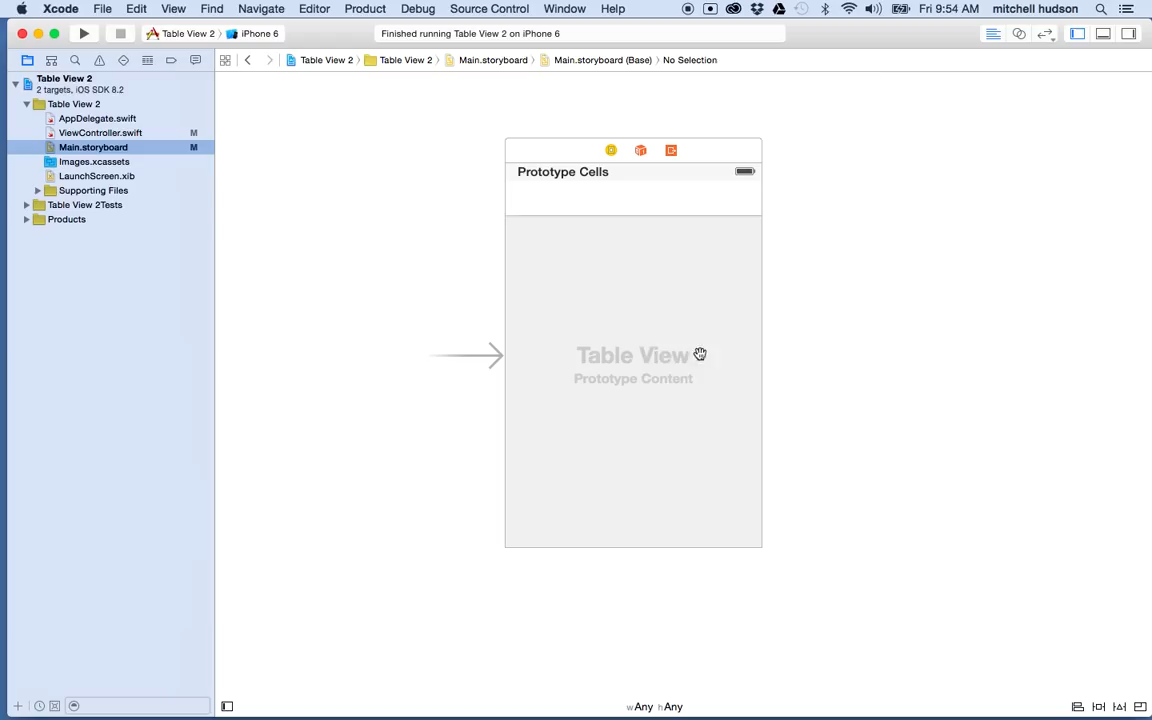 Xcode File Edit View Find Navigate Editor Product Debug Source Control Window Help Fri 9:54 AM mitchell hudson
Table View 2 iPhone 6 Finished running Table View 2 on iPhone 6
Table View 2 Table View 2 Main.storyboard Main.storyboard (Base) No Selection
Table View 2
2 targets, iOS SDK 8.2
Table View 2
AppDelegate.swift
ViewController.swift M
Main.storyboard M
Images.xcassets
LaunchScreen.xib
Supporting Files
Table View 2Tests
Products
Prototype Cells
Table View
Prototype Content
wAny hAny